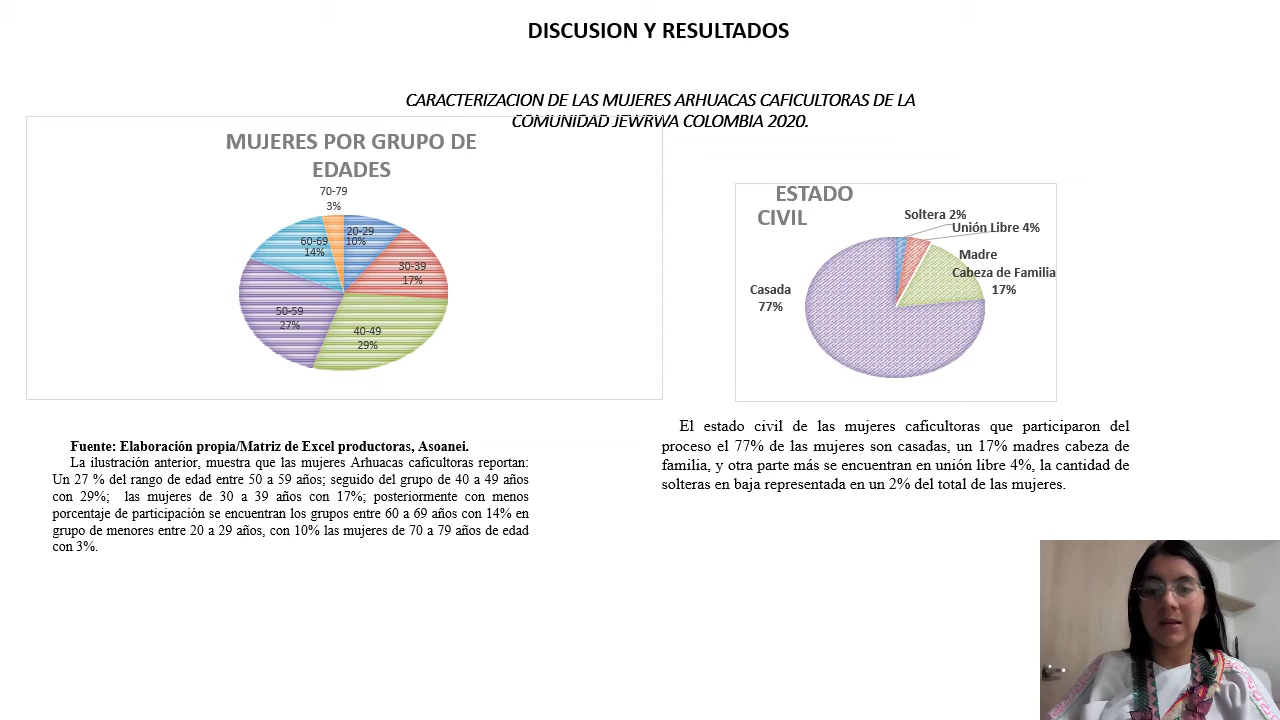 DISCUSION Y RESULTADOS
CARACTERIZACION DE LAS MUJERES ARHUACAS CAFICULTORAS DE LA
COMUNIDAD JEWRWA COLOMBIA 2020.
MUJERES POR GRUPO DE
EDADES
70-79
3%
20-29
10%
60-69
14%
30-39
17%
50-59
27%
40-49
29%
ESTADO
CIVIL
Soltera 2%
Unión Libre 4%
Madre
Cabeza de Familia
17%
Casada
77%
Fuente: Elaboración propia/Matriz de Excel productoras, Asoanei.
La ilustración anterior, muestra que las mujeres Arhuacas caficultoras reportan:
Un 27 % del rango de edad entre 50 a 59 años; seguido del grupo de 40 a 49 años
con 29%; las mujeres de 30 a 39 años con 17%; posteriormente con menos
porcentaje de participación se encuentran los grupos entre 60 a 69 años con 14% en
grupo de menores entre 20 a 29 años, con 10% las mujeres de 70 a 79 años de edad
con 3%.
El estado civil de las mujeres caficultoras que participaron del
proceso el 77% de las mujeres son casadas, un 17% madres cabeza de
familia, y otra parte más se encuentran en unión libre 4%, la cantidad de
solteras en baja representada en un 2% del total de las mujeres.